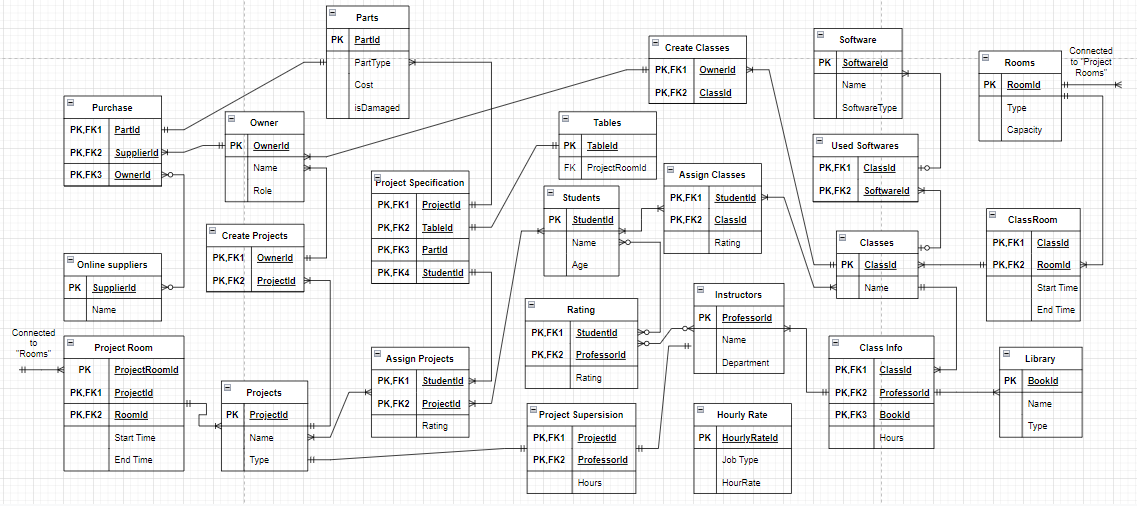 Parts
PK PartId
PartType
Cost
isDamaged
Create Classes
PK,FK1 OwnerId
PK,FK2 ClassId
Software
PK SoftwareId
Name
SoftwareType
Rooms
PK RoomId
Type
Capacity
Connected
to "Project
Rooms"
Purchase
PK,FK1 PartId
PK,FK2 SupplierId
PK,FK3 OwnerId
Owner
PK OwnerId
Name
Role
Tables
PK TableId
FK ProjectRoomId
Used Softwares
PK,FK1 ClassId
PK,FK2 SoftwareId
Project Specification
PK,FK1 ProjectId
PK,FK2 TableId
PK,FK3 PartId
PK,FK4 StudentId
Students
PK StudentId
Name
Age
Assign Classes
PK,FK1 StudentId
PK,FK2 ClassId
Rating
Create Projects
PK,FK1 OwnerId
PK,FK2 ProjectId
Classes
PK ClassId
Name
ClassRoom
PK,FK1 ClassId
PK,FK2 RoomId
Start Time
End Time
Online suppliers
PK SupplierId
Name
Rating
PK,FK1 StudentId
PK,FK2 ProfessorId
Rating
Instructors
PK ProfessorId
Name
Department
Connected
to
"Rooms"
Project Room
PK ProjectRoomId
PK,FK1 ProjectId
PK,FK2 RoomId
Start Time
End Time
Projects
PK ProjectId
Name
Type
Assign Projects
PK,FK1 StudentId
PK,FK2 ProjectId
Rating
Class Info
PK,FK1 ClassId
PK,FK2 ProfessorId
PK,FK3 BookId
Hours
Library
PK BookId
Name
Type
Project Supersision
PK,FK1 ProjectId
PK,FK2 ProfessorId
Hours
Hourly Rate
PK HourlyRateId
Job Type
HourRate